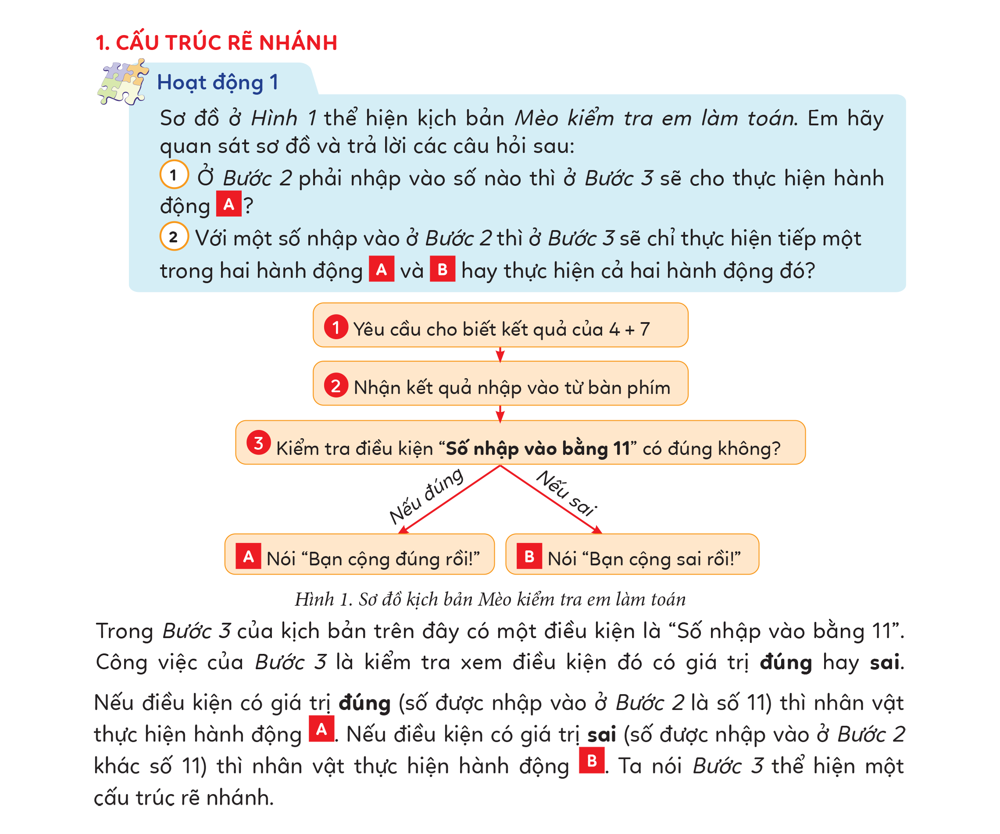 1. CẤU TRÚC RẼ NHÁNH
Hoạt động 1
Sơ đồ ở Hình 1 thể hiện kịch bản Mèo kiểm tra em làm toán. Em hãy
quan sát sơ đồ và trả lời các câu hỏi sau:
1 Ở Bước 2 phải nhập vào số nào thì ở Bước 3 sẽ cho thực hiện hành
động A ?
2 Với một số nhập vào ở Bước 2 thì ở Bước 3 sẽ chỉ thực hiện tiếp một
trong hai hành động A và B hay thực hiện cả hai hành động đó?
1 Yêu cầu cho biết kết quả của 4 + 7
2 Nhận kết quả nhập vào từ bàn phím
3 Kiểm tra điều kiện “Số nhập vào bằng 11” có đúng không?
Nếu đúng
Nếu sai
A Nói “Bạn cộng đúng rồi!”
B Nói “Bạn cộng sai rồi!”
Hình 1. Sơ đồ kịch bản Mèo kiểm tra em làm toán
Trong Bước 3 của kịch bản trên đây có một điều kiện là “Số nhập vào bằng 11”.
Công việc của Bước 3 là kiểm tra xem điều kiện đó có giá trị đúng hay sai.
Nếu điều kiện có giá trị đúng (số được nhập vào ở Bước 2 là số 11) thì nhân vật
thực hiện hành động A. Nếu điều kiện có giá trị sai (số được nhập vào ở Bước 2
khác số 11) thì nhân vật thực hiện hành động B. Ta nói Bước 3 thể hiện một
cấu trúc rẽ nhánh.